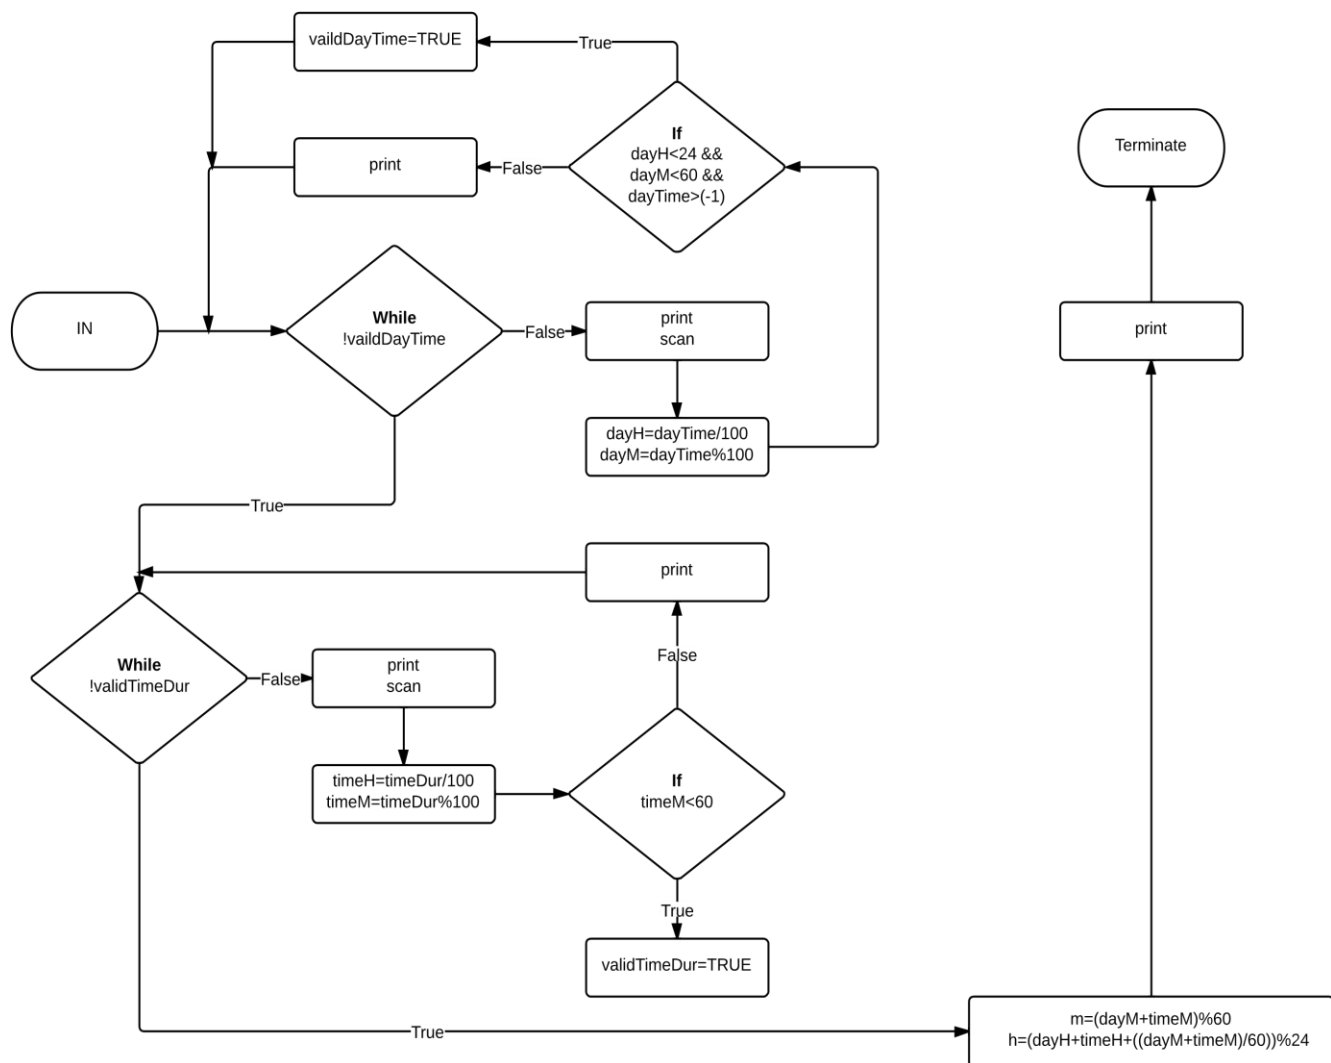 vaildDayTime=TRUE
True
If
dayH<24 &&
dayM<60 &&
dayTime>(-1)
False
print
Terminate
IN
While
!vaildDayTime
False
print
scan
print
dayH=dayTime/100
dayM=dayTime%100
True
print
While
!validTimeDur
False
print
scan
False
timeH=timeDur/100
timeM=timeDur%100
If
timeM<60
True
validTimeDur=TRUE
True
m=(dayM+timeM)%60
h=(dayH+timeH+((dayM+timeM)/60))%24